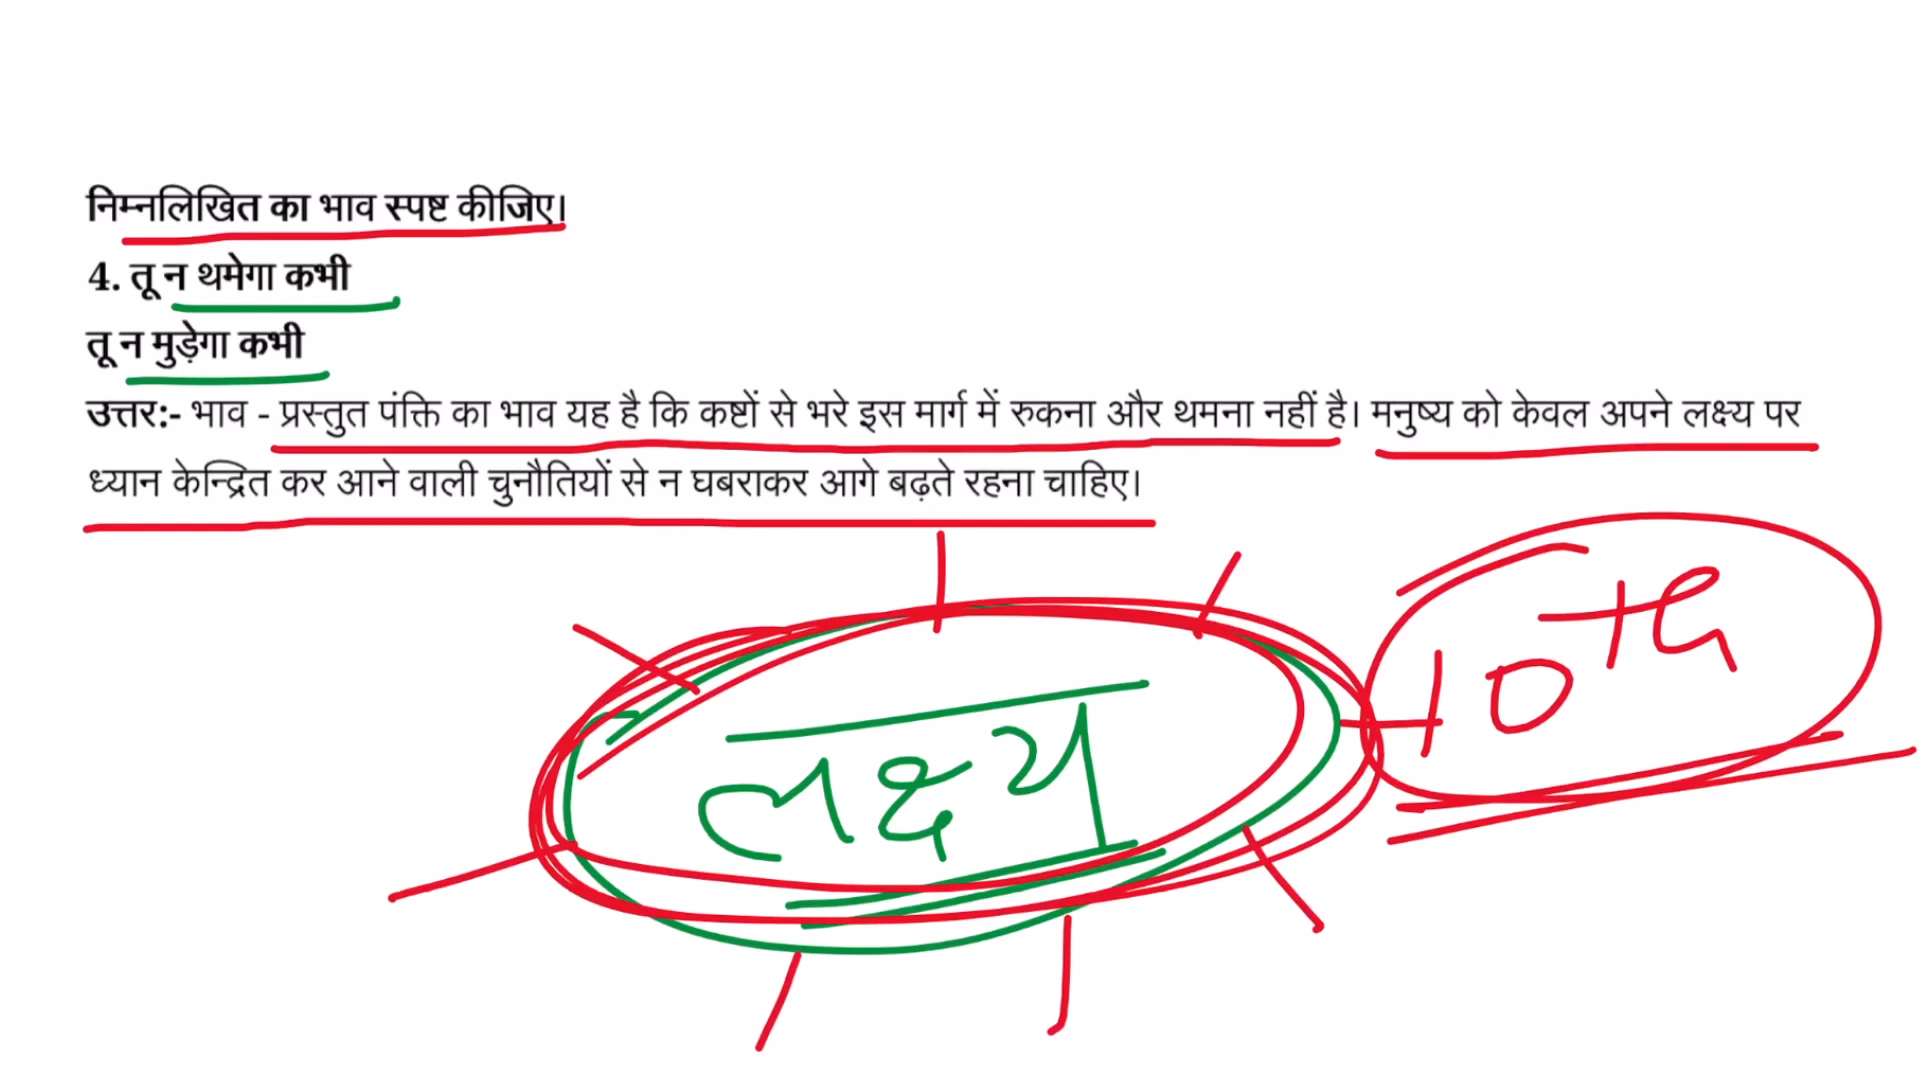 निम्नलिखित का भाव स्पष्ट कीजिए।
4. तू न थमेगा कभी
तू न मुड़ेगा कभी
उत्तर:- भाव - प्रस्तुत पंक्ति का भाव यह है कि कष्टों से भरे इस मार्ग में रुकना और थमना नहीं है। मनुष्य को केवल अपने लक्ष्य पर
ध्यान केन्द्रित कर आने वाली चुनौतियों से न घबराकर आगे बढ़ते रहना चाहिए।
10th
लक्ष्य